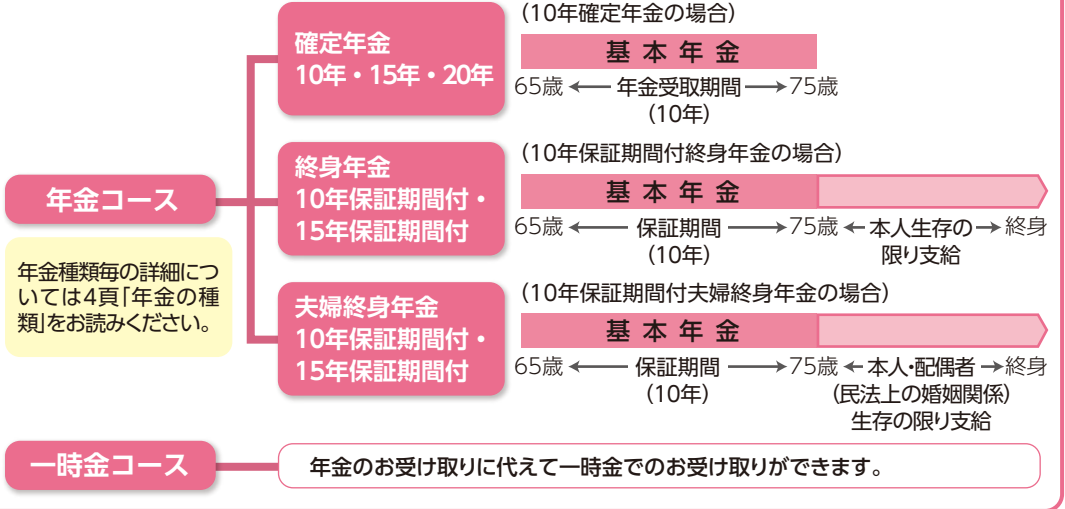 年金コース
年金種類毎の詳細につ
いては4頁「年金の種
類」をお読みください。
確定年金
10年・15年・20年
(10年確定年金の場合)
基本年金
65歳 ← 年金受取期間 → 75歳
(10年)
終身年金
10年保証期間付・
15年保証期間付
(10年保証期間付終身年金の場合)
基本年金
65歳 ← 保証期間 → 75歳 ← 本人生存の → 終身
(10年) 限り支給
夫婦終身年金
10年保証期間付・
15年保証期間付
(10年保証期間付夫婦終身年金の場合)
基本年金
65歳 ← 保証期間 → 75歳 ← 本人・配偶者 → 終身
(10年) (民法上の婚姻関係)
生存の限り支給
一時金コース
年金のお受け取りに代えて一時金でのお受け取りができます。